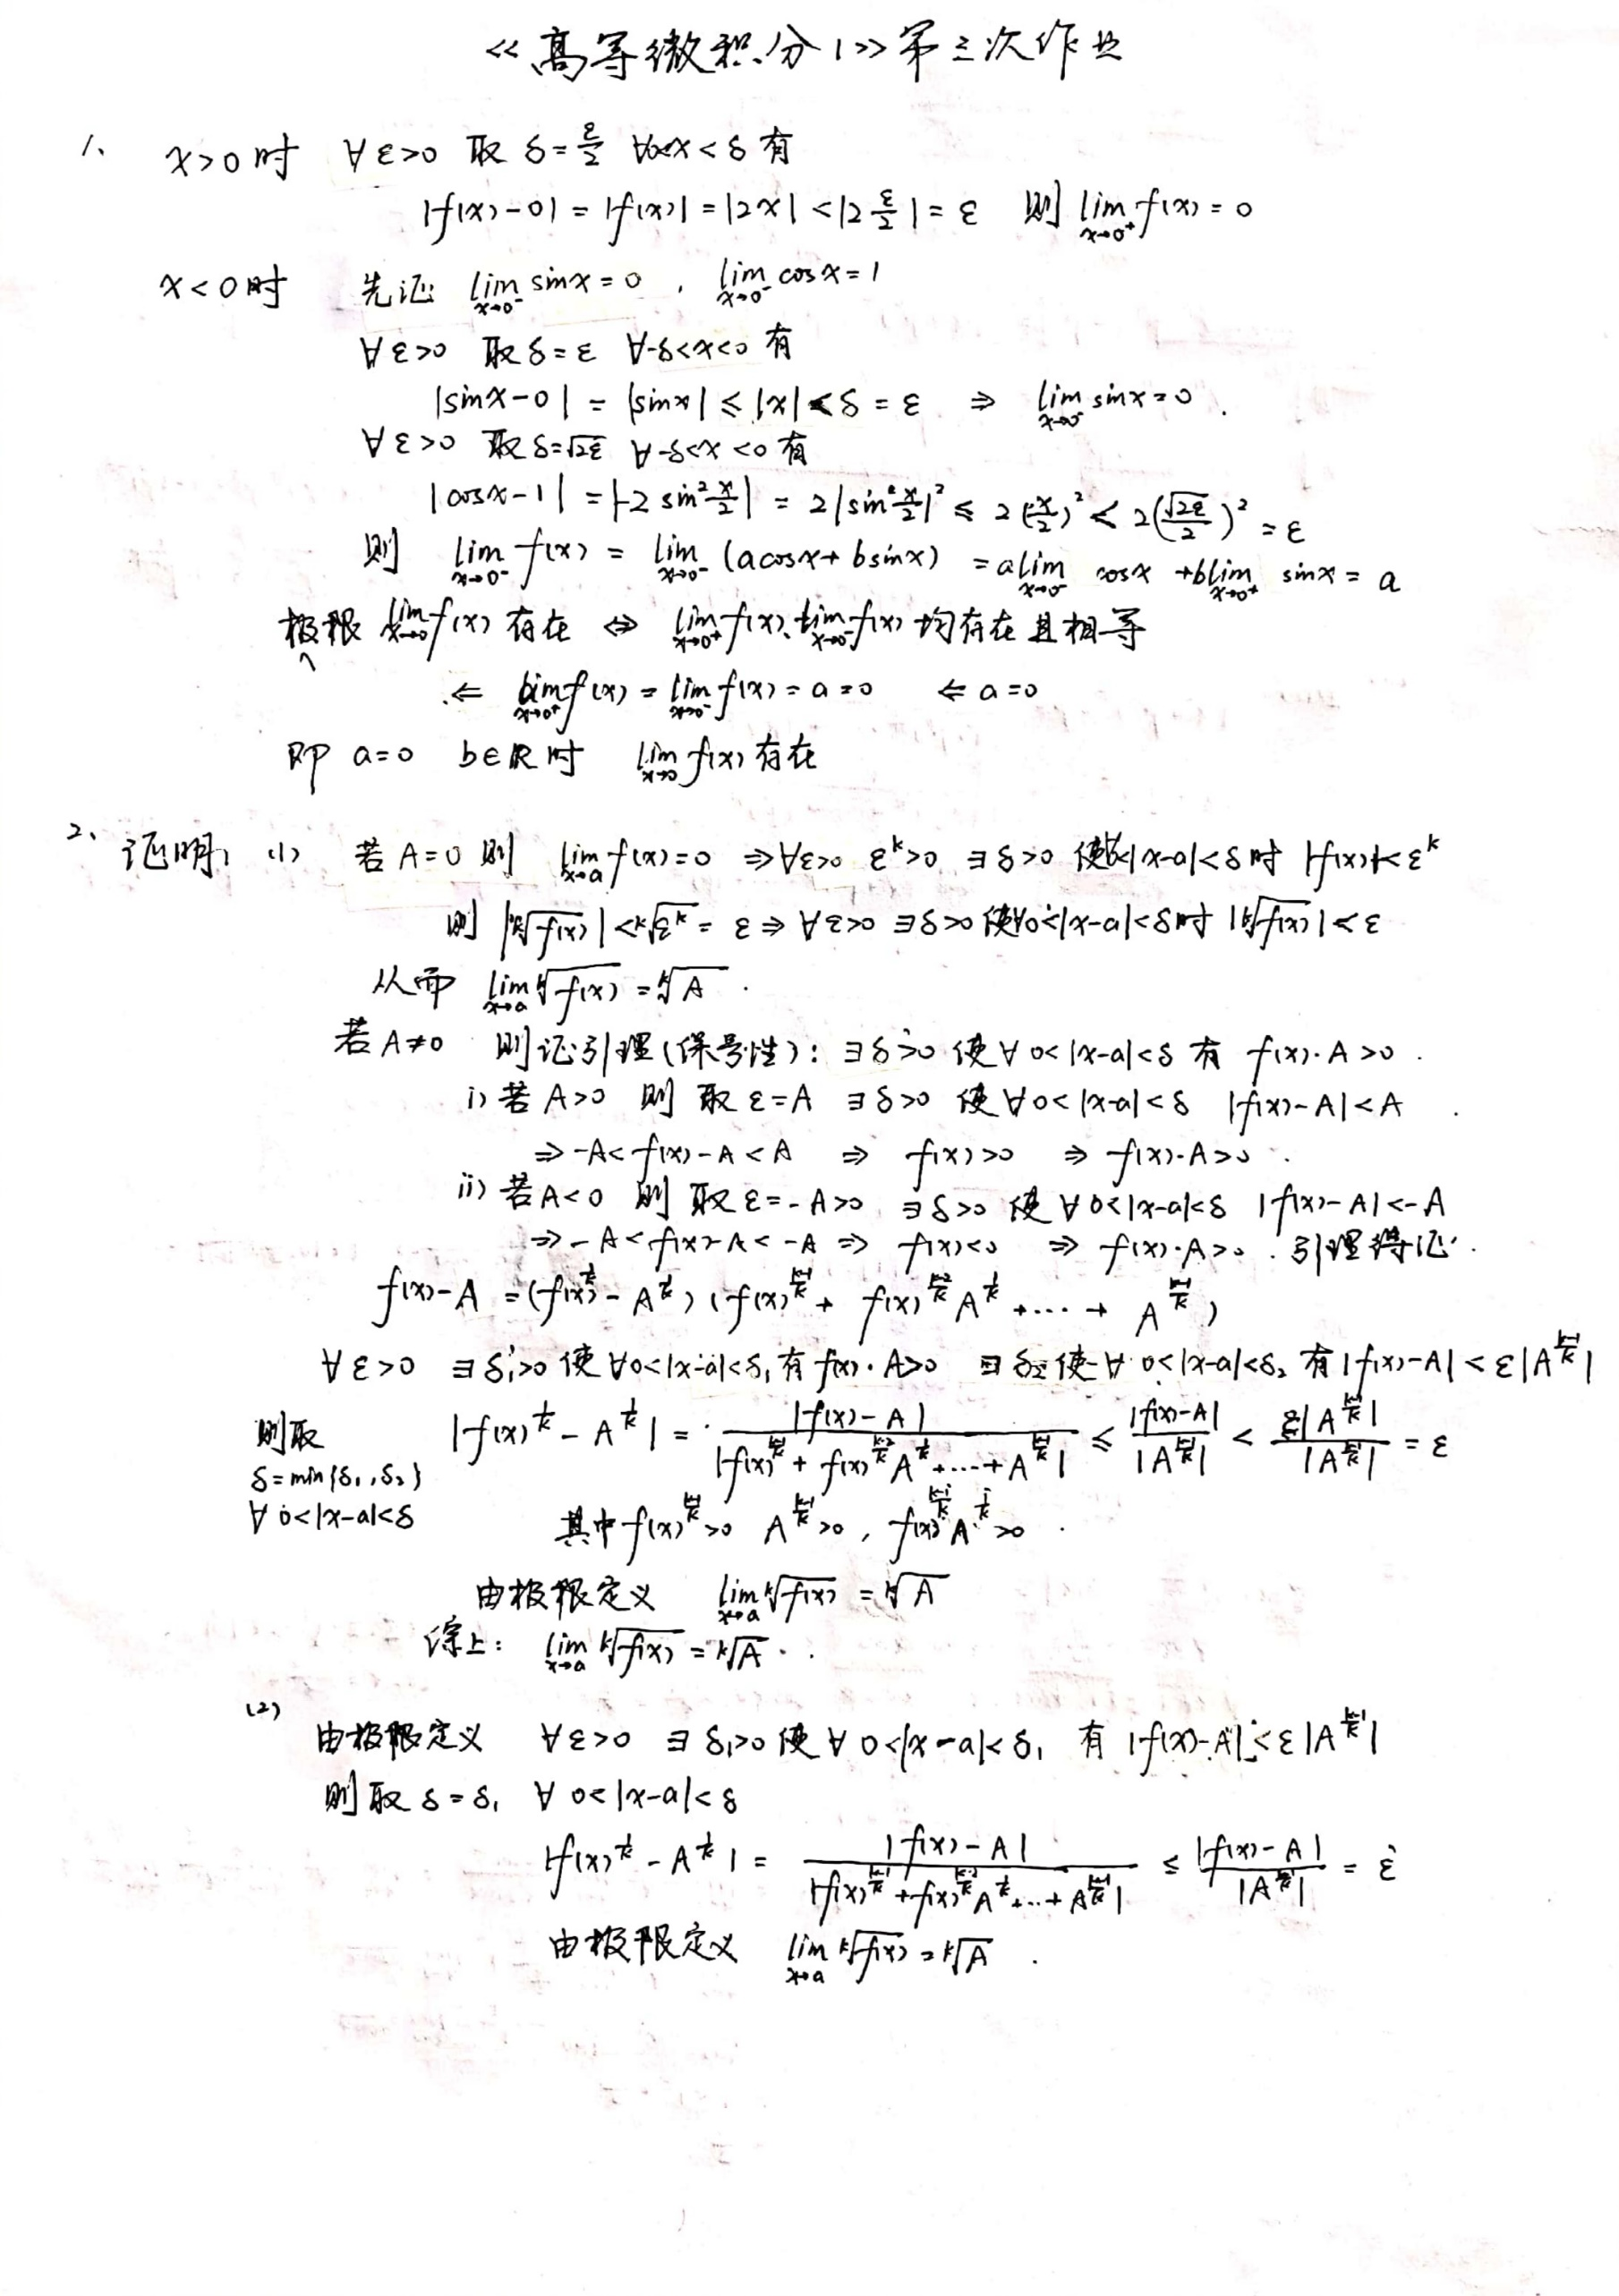 《高等微积分1》第三次作业
1、 x>0时 ∀ε>0 取 δ=ε/2 ∀0<x<δ 有
|f(x)-0| = |f(x)| = |2x| < |2·ε/2| = ε 则 lim_{x→0⁺} f(x) = 0
x<0时 先证 lim_{x→0⁻} sinx = 0 , lim_{x→0⁻} cosx = 1
∀ε>0 取δ=ε ∀-δ<x<0 有
|sinx-0| = |sinx| ≤ |x| < δ = ε ⇒ lim_{x→0⁻} sinx = 0 .
∀ε>0 取δ=√(2ε) ∀-δ<x<0 有
|cosx-1| = |-2sin²(x/2)| = 2|sin(x/2)|² ≤ 2(x/2)² < 2(√(2ε)/2)² = ε
则 lim_{x→0⁻} f(x) = lim_{x→0⁻} (acosx+bsinx) = a lim_{x→0⁻} cosx + b lim_{x→0⁺} sinx = a
极限 lim_{x→0} f(x) 存在 ⇔ lim_{x→0⁺} f(x)、lim_{x→0⁻} f(x) 均存在且相等
⇐ lim_{x→0⁺} f(x) = lim_{x→0⁻} f(x) = a = 0 ⇐ a=0
即 a=0 b∈R时 lim_{x→0} f(x) 存在
2、 证明: (1) 若A=0 则 lim_{x→a} f(x)=0 ⇒ ∀ε>0 ε^k>0 ∃δ>0 使∀0<|x-a|<δ时 |f(x)|<ε^k
则 |ᵏ√f(x)| < ᵏ√(ε^k) = ε ⇒ ∀ε>0 ∃δ>0 使∀0<|x-a|<δ时 |ᵏ√f(x)| < ε
从而 lim_{x→a} ᵏ√f(x) = ᵏ√A .
若A≠0 则证引理(保号性): ∃δ>0 使∀0<|x-a|<δ 有 f(x)·A>0 .
i) 若A>0 则 取ε=A ∃δ>0 使∀0<|x-a|<δ |f(x)-A|<A
⇒ -A<f(x)-A<A ⇒ f(x)>0 ⇒ f(x)·A>0 .
ii) 若A<0 则 取ε=-A>0 ∃δ>0 使∀0<|x-a|<δ |f(x)-A|<-A
⇒ -A<f(x)-A<-A ⇒ f(x)<0 ⇒ f(x)·A>0 . 引理得证.
f(x)-A = (f(x)^{1/k} - A^{1/k})(f(x)^{(k-1)/k} + f(x)^{(k-2)/k} A^{1/k} + ⋯ + A^{(k-1)/k})
∀ε>0 ∃δ₁>0 使∀0<|x-a|<δ₁ 有 f(x)·A>0 ∃δ₂使∀0<|x-a|<δ₂ 有|f(x)-A| < ε|A^{(k-1)/k}|
则取 |f(x)^{1/k} - A^{1/k}| = |f(x)-A| / |f(x)^{(k-1)/k} + f(x)^{(k-2)/k} A^{1/k} + ⋯ + A^{(k-1)/k}| ≤ |f(x)-A| / |A^{(k-1)/k}| < ε|A^{(k-1)/k}| / |A^{(k-1)/k}| = ε
δ=min{δ₁,δ₂}
∀0<|x-a|<δ 其中 f(x)^{(k-1)/k}>0 A^{(k-1)/k}>0 , f(x)^{(k-i)/k} A^{i/k}>0 .
由极限定义 lim_{x→a} ᵏ√f(x) = ᵏ√A
综上: lim_{x→a} ᵏ√f(x) = ᵏ√A .
(2) 由极限定义 ∀ε>0 ∃δ₁>0 使∀0<|x-a|<δ₁ 有 |f(x)-A|<ε|A^{(k-1)/k}|
则取δ=δ₁ ∀0<|x-a|<δ
|f(x)^{1/k} - A^{1/k}| = |f(x)-A| / |f(x)^{(k-1)/k} + f(x)^{(k-2)/k} A^{1/k} + ⋯ + A^{(k-1)/k}| ≤ |f(x)-A| / |A^{(k-1)/k}| = ε
由极限定义 lim_{x→a} ᵏ√f(x) = ᵏ√A .